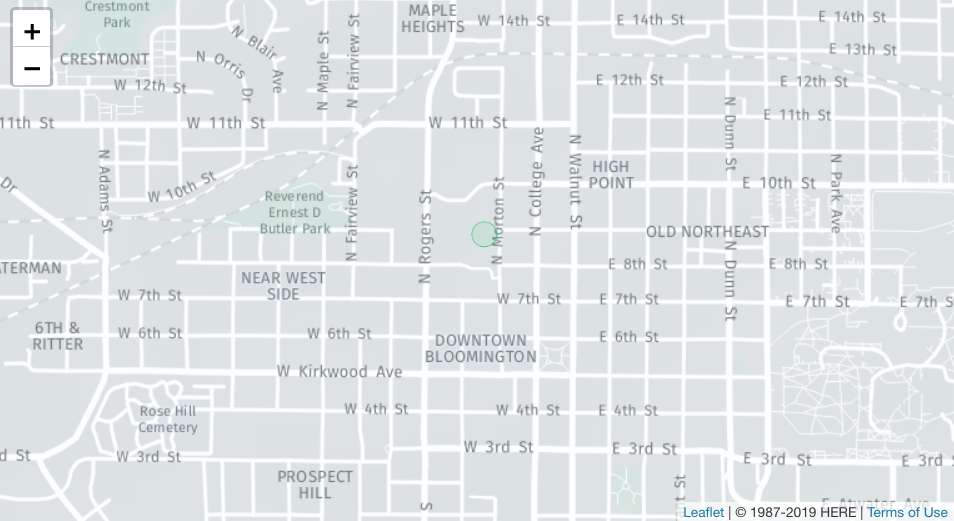 Crestmont
Park
MAPLE
HEIGHTS
W 14th St
E 14th St
E 14th St
+
−
N Blair Ave
N Orris Dr
N Maple St
N Fairview St
CRESTMONT
E 13th St
W 12th St
E 12th St
E 12th St
11th St
W 11th St
W 11th St
E 11th St
N Dunn St
N College Ave
N Walnut St
HIGH
POINT
N Adams St
Dr
W 10th St
E 10th St
N Park Ave
Reverend
Ernest D
Butler Park
N Fairview St
N Rogers St
N Morton St
OLD NORTHEAST
N Dunn St
ATERMAN
E 8th St
E 8th St
NEAR WEST
SIDE
W 7th St
W 7th St
E 7th St
E 7th St
E 7th S
6TH &
RITTER
W 6th St
W 6th St
E 6th St
DOWNTOWN
BLOOMINGTON
W Kirkwood Ave
Rose Hill
Cemetery
W 4th St
W 4th St
E 4th St
d St
W 3rd St
W 3rd St
E 3rd St
E 3rd St
E 3rd
PROSPECT
HILL
S
nt St
E Atwater Ave
Leaflet | © 1987-2019 HERE | Terms of Use